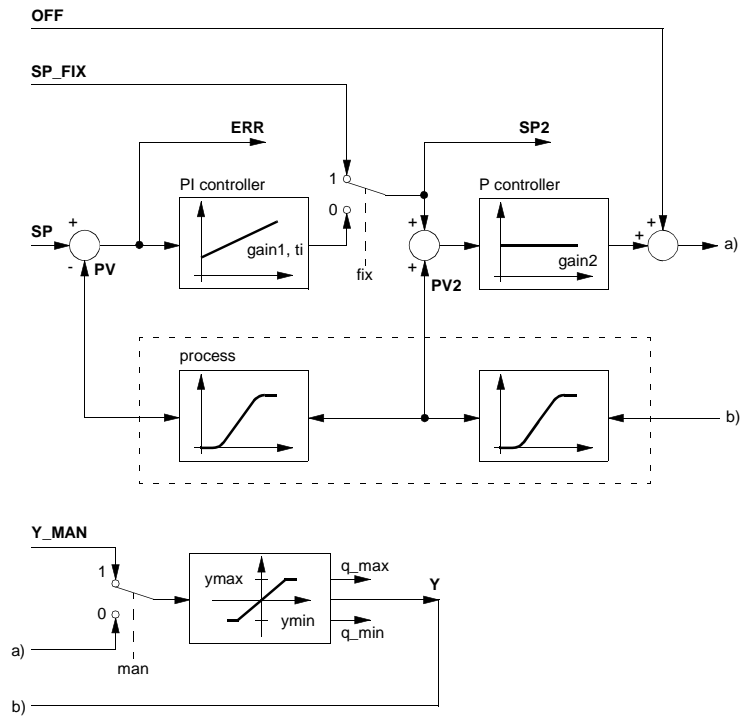 OFF
SP_FIX
ERR
SP2
PI controller
1
P controller
0
SP
+
-
PV
gain1, ti
fix
+
+
PV2
gain2
+
+
a)
process
b)
Y_MAN
1
0
a)
man
ymax
ymin
q_max
q_min
Y
b)